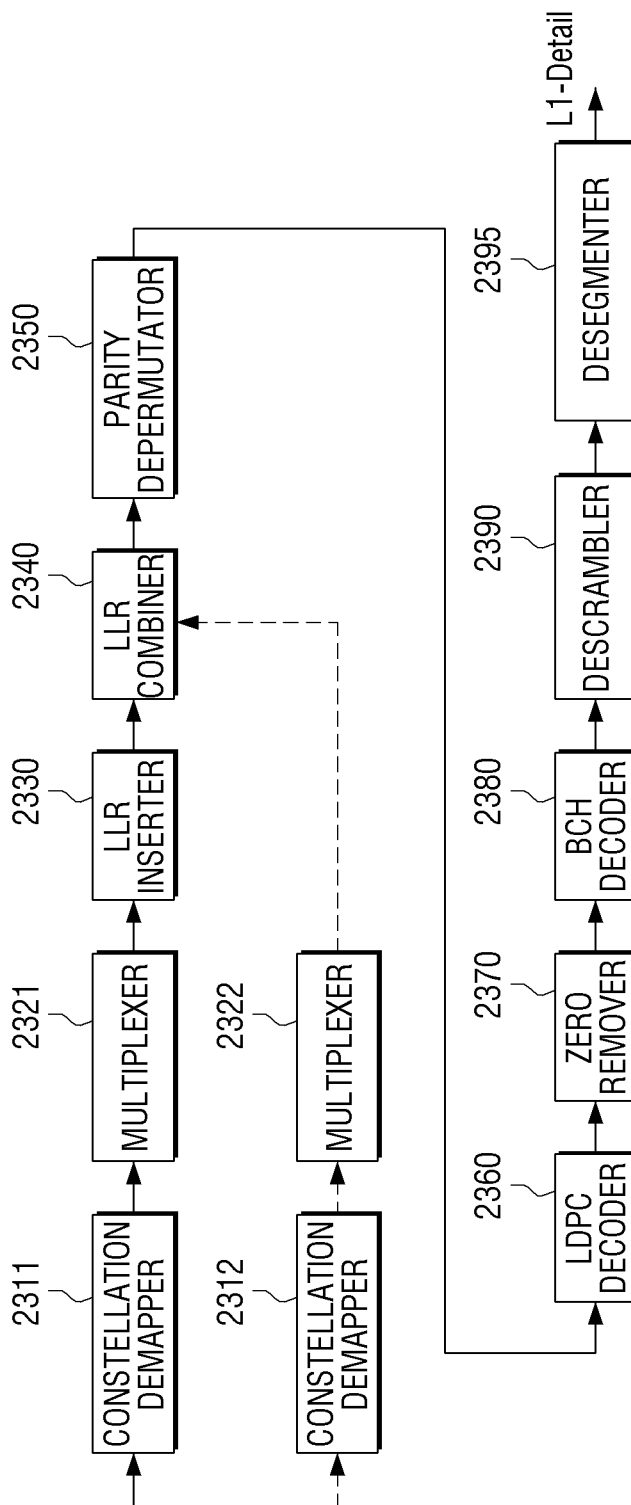 2311
CONSTELLATION
DEMAPPER
2321
MULTIPLEXER
2330
LLR
INSERTER
2340
LLR
COMBINER
2350
PARITY
DEPERMUTATOR
2312
CONSTELLATION
DEMAPPER
2322
MULTIPLEXER
2360
LDPC
DECODER
2370
ZERO
REMOVER
2380
BCH
DECODER
2390
DESCRAMBLER
2395
DESEGMENTER
L1-Detail